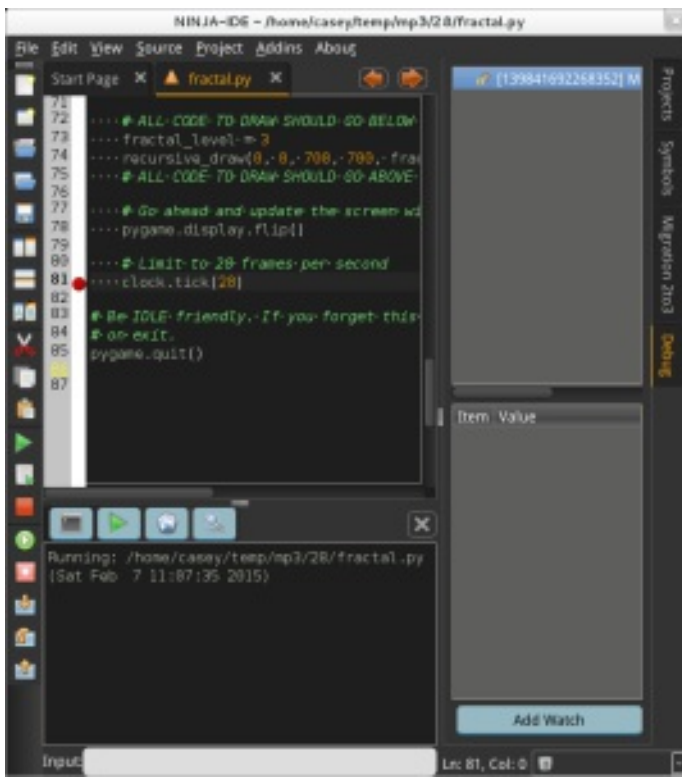 NINJA-IDE – /home/casey/temp/mp3/28/fractal.py
File Edit View Source Project Addins About
Start Page fractal.py
[139841692268352] M
71
72 # ALL CODE TO DRAW SHOULD GO BELOW
73 fractal_level = 3
74 recursive_draw(0, 0, 700, 700, frac
75 # ALL CODE TO DRAW SHOULD GO ABOVE
76
77 # Go ahead and update the screen wi
78 pygame.display.flip()
79
80 # Limit to 20 frames per second
81 clock.tick(20)
82
83 # Be IDLE friendly. If you forget this
84 # on exit.
85 pygame.quit()
86
87
Projects
Symbols
Migration 2to3
Debug
Item Value
Running: /home/casey/temp/mp3/28/fractal.py
(Sat Feb 7 11:07:35 2015)
Add Watch
Input:
Ln: 81, Col: 0